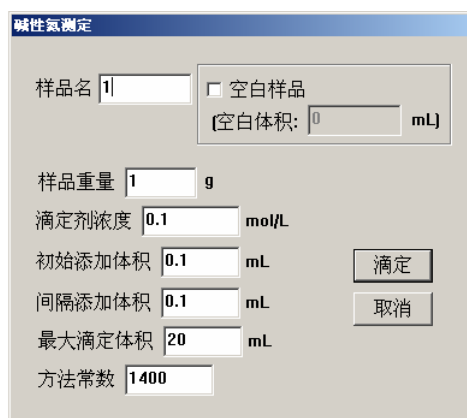 碱性氮测定
样品名 1
空白样品
(空白体积: 0 mL)
样品重量 1 g
滴定剂浓度 0.1 mol/L
初始添加体积 0.1 mL
间隔添加体积 0.1 mL
滴定
最大滴定体积 20 mL
取消
方法常数 1400